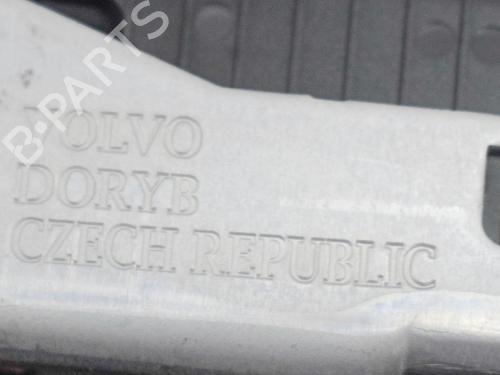 B-PARTS
VOLVO
DORYB
CZECH REPUBLIC